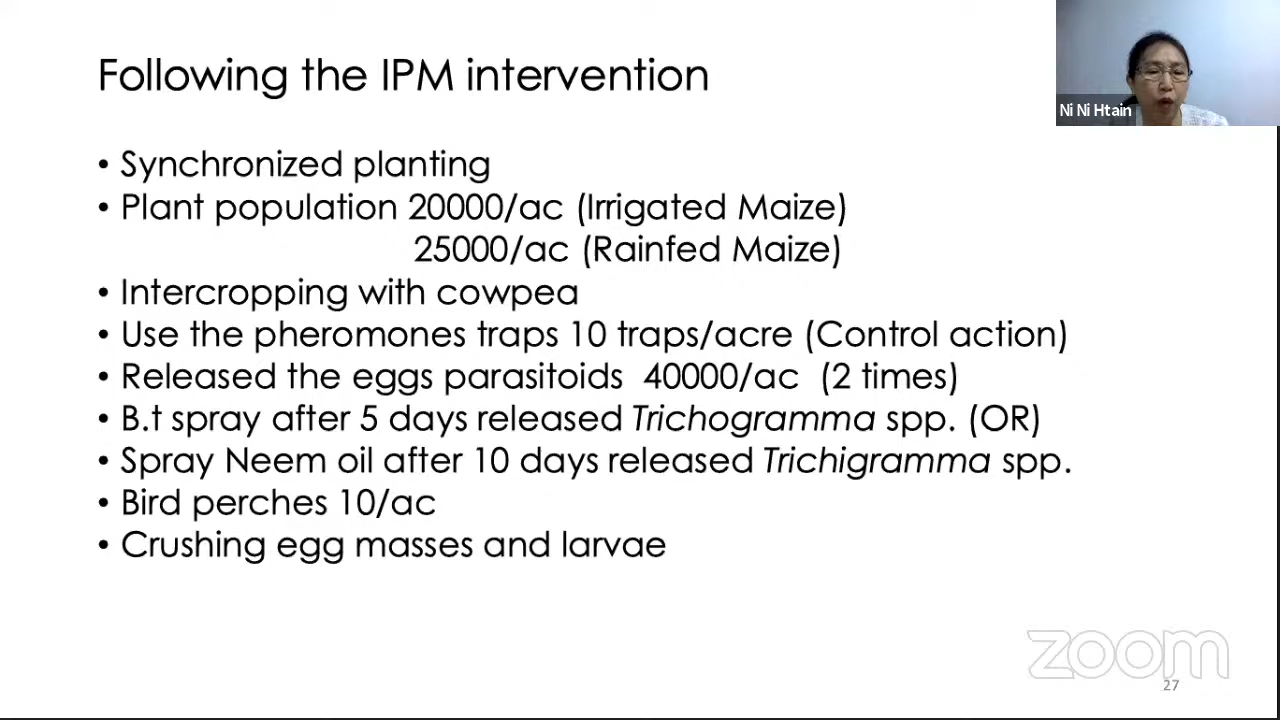 Following the IPM intervention
Ni Ni Htain
• Synchronized planting
• Plant population 20000/ac (Irrigated Maize)
25000/ac (Rainfed Maize)
• Intercropping with cowpea
• Use the pheromones traps 10 traps/acre (Control action)
• Released the eggs parasitoids 40000/ac (2 times)
• B.t spray after 5 days released Trichogramma spp. (OR)
• Spray Neem oil after 10 days released Trichigramma spp.
• Bird perches 10/ac
• Crushing egg masses and larvae
zoom
27